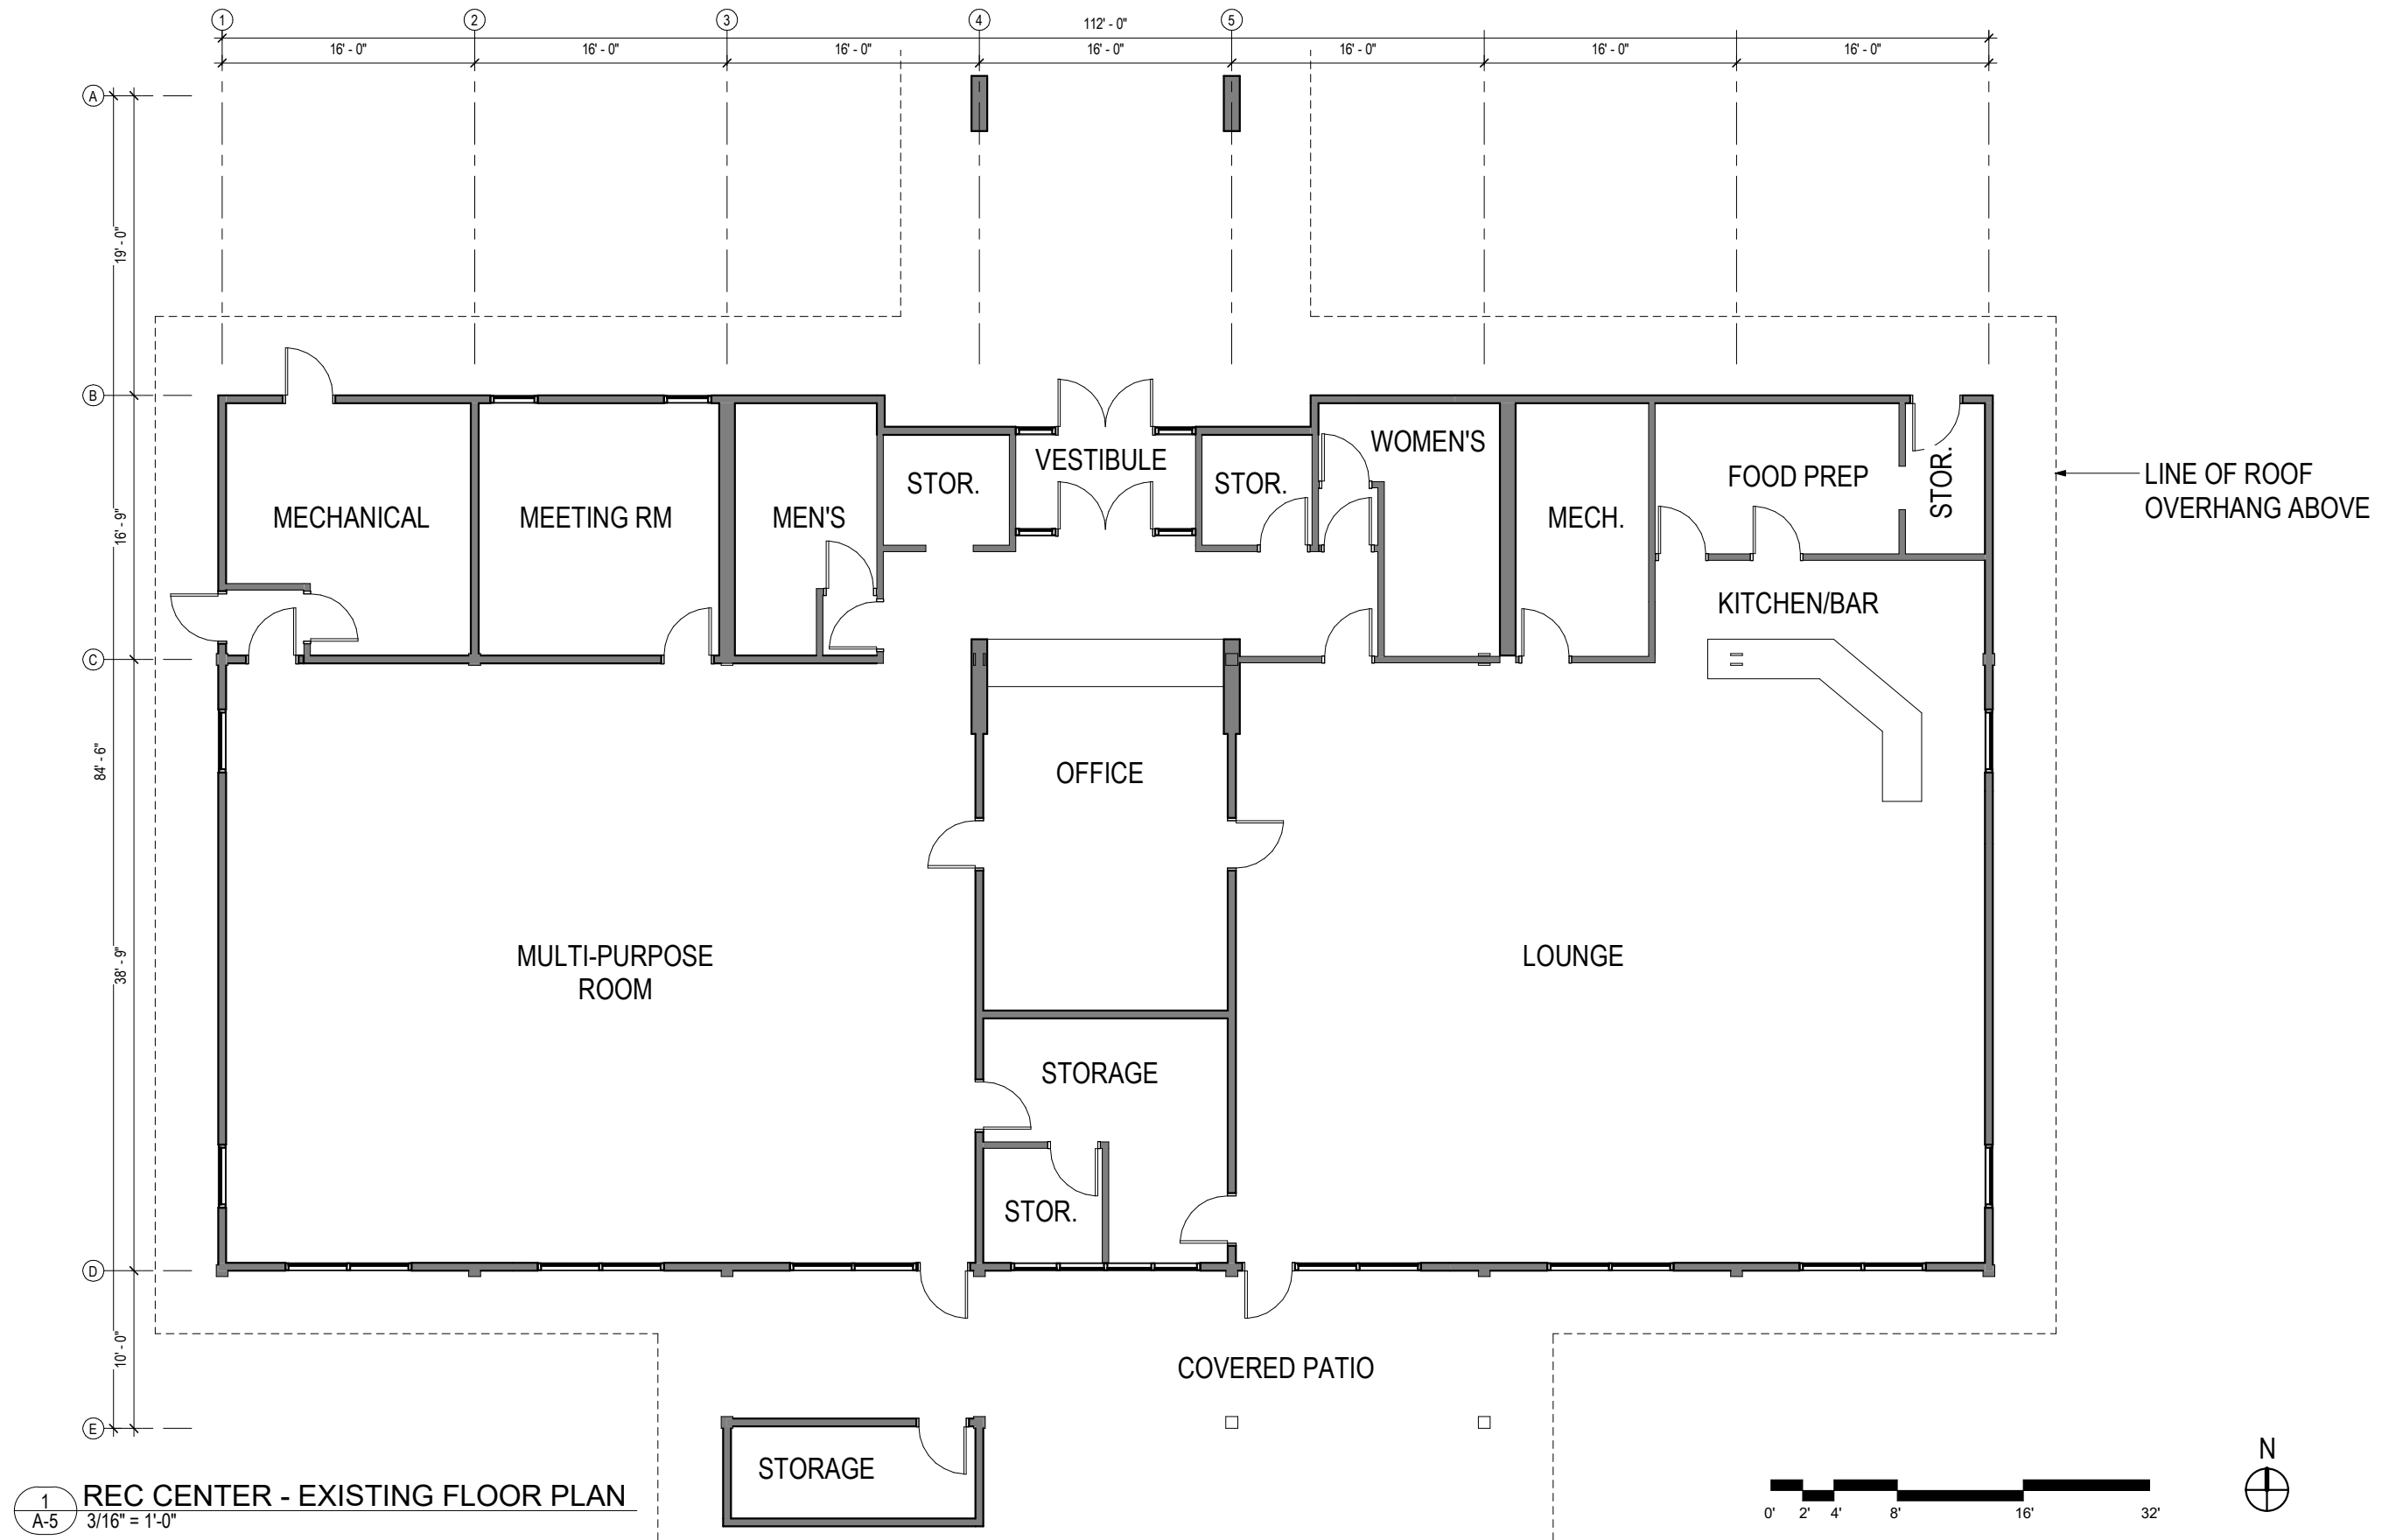 1
2
3
4
5
112' - 0"
16' - 0"
16' - 0"
16' - 0"
16' - 0"
16' - 0"
16' - 0"
16' - 0"
A
19' - 0"
B
16' - 9"
C
84' - 6"
38' - 9"
D
10' - 0"
E
MECHANICAL
MEETING RM
MEN'S
STOR.
VESTIBULE
STOR.
WOMEN'S
MECH.
FOOD PREP
STOR.
LINE OF ROOF
OVERHANG ABOVE
KITCHEN/BAR
OFFICE
MULTI-PURPOSE
ROOM
LOUNGE
STORAGE
STOR.
COVERED PATIO
STORAGE
1
A-5
REC CENTER - EXISTING FLOOR PLAN
3/16" = 1'-0"
0'
2'
4'
8'
16'
32'
N